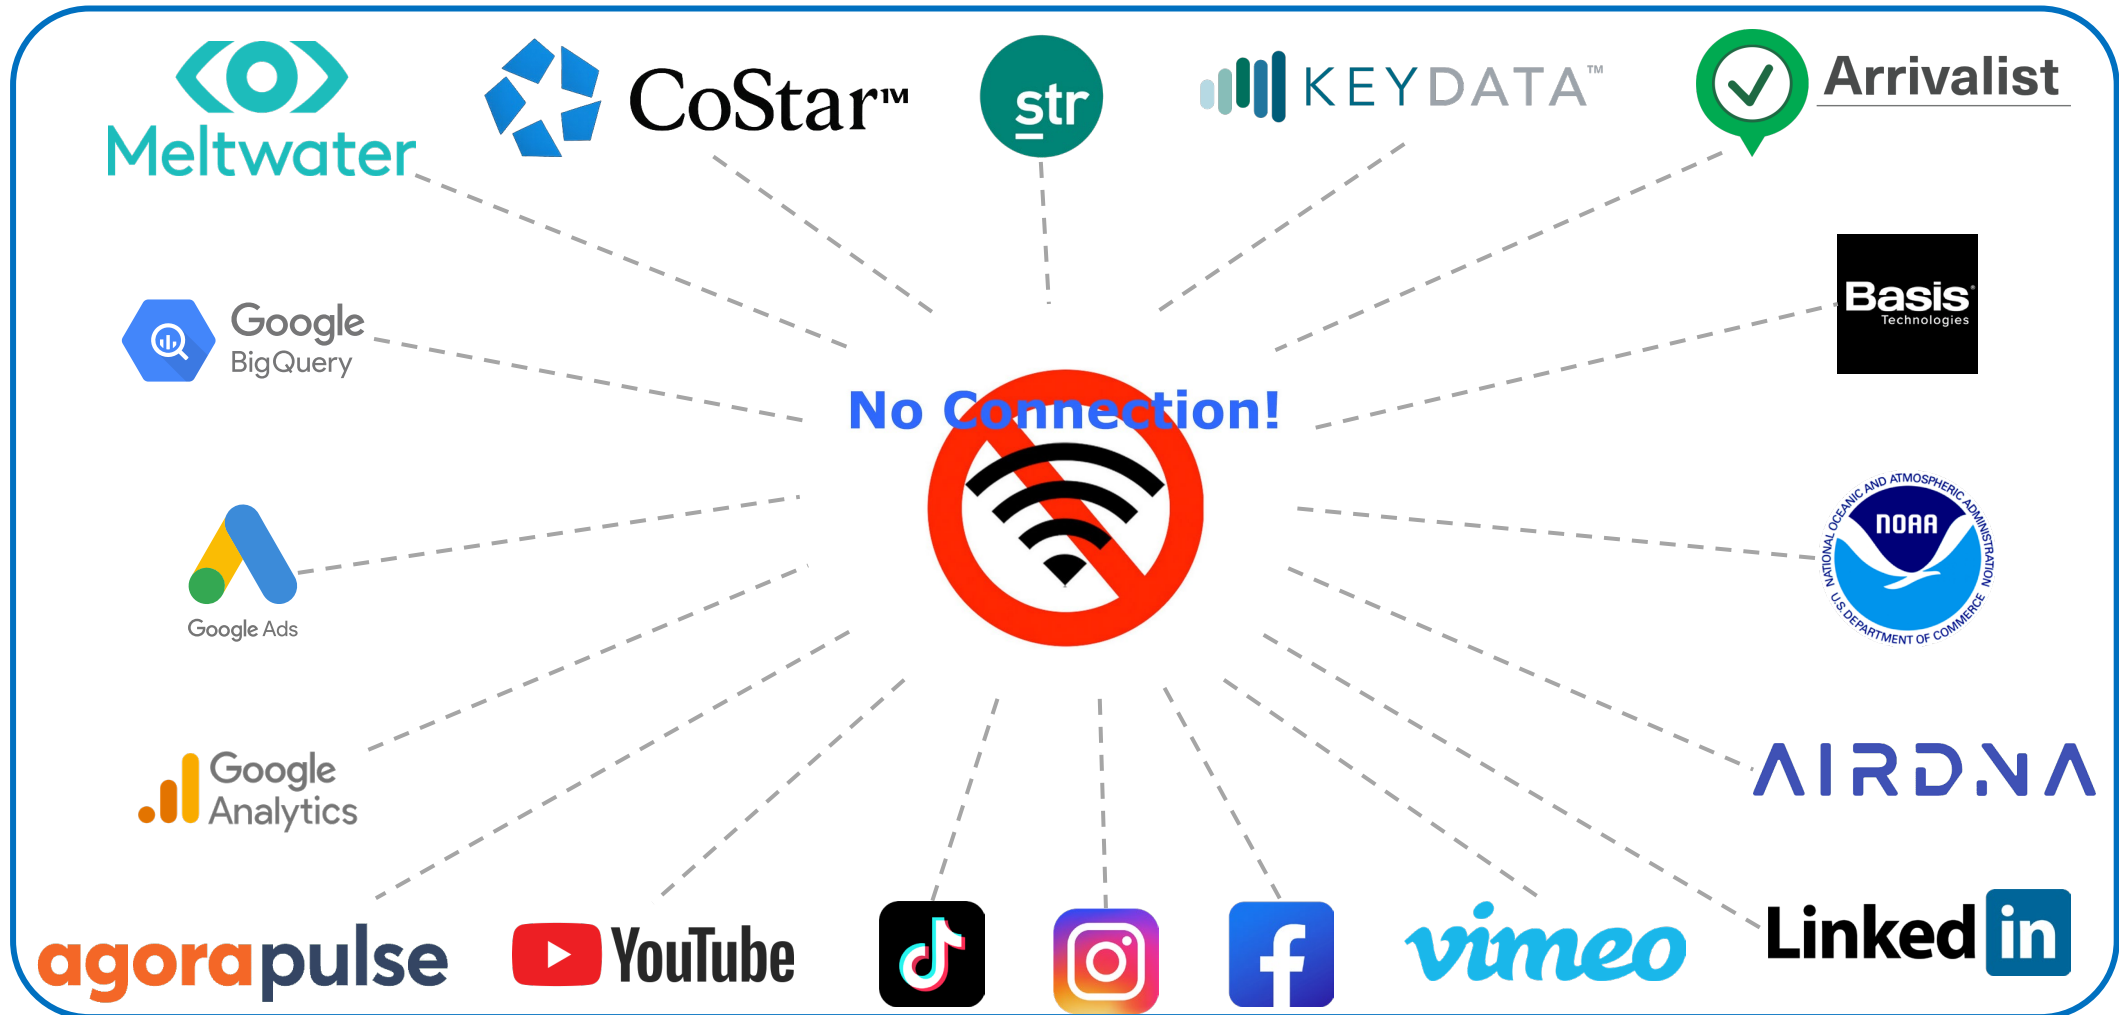 Meltwater
CoStar™
str
KEYDATA™
Arrivalist
Google
BigQuery
Basis®
Technologies
No Connection!
NATIONAL OCEANIC AND ATMOSPHERIC ADMINISTRATION
NOAA
U.S. DEPARTMENT OF COMMERCE
Google Ads
Google
Analytics
AIRDNA
agorapulse
YouTube
vimeo
Linked in